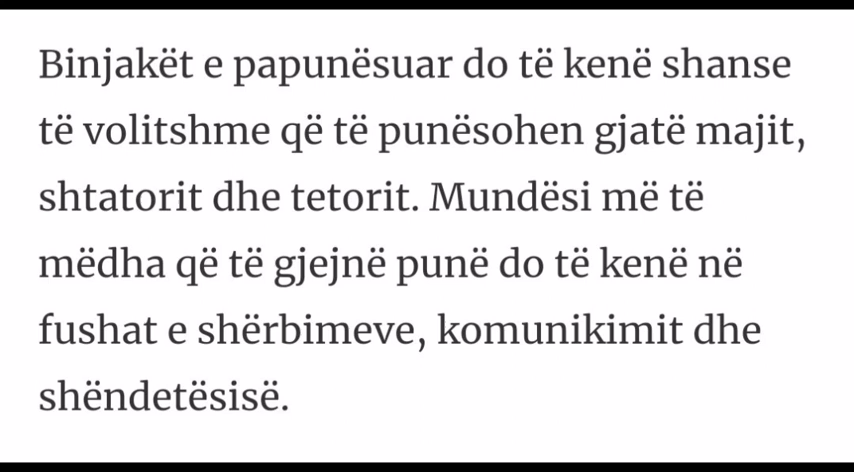 Binjakët e papunësuar do të kenë shanse
të volitshme që të punësohen gjatë majit,
shtatorit dhe tetorit. Mundësi më të
mëdha që të gjejnë punë do të kenë në
fushat e shërbimeve, komunikimit dhe
shëndetësisë.